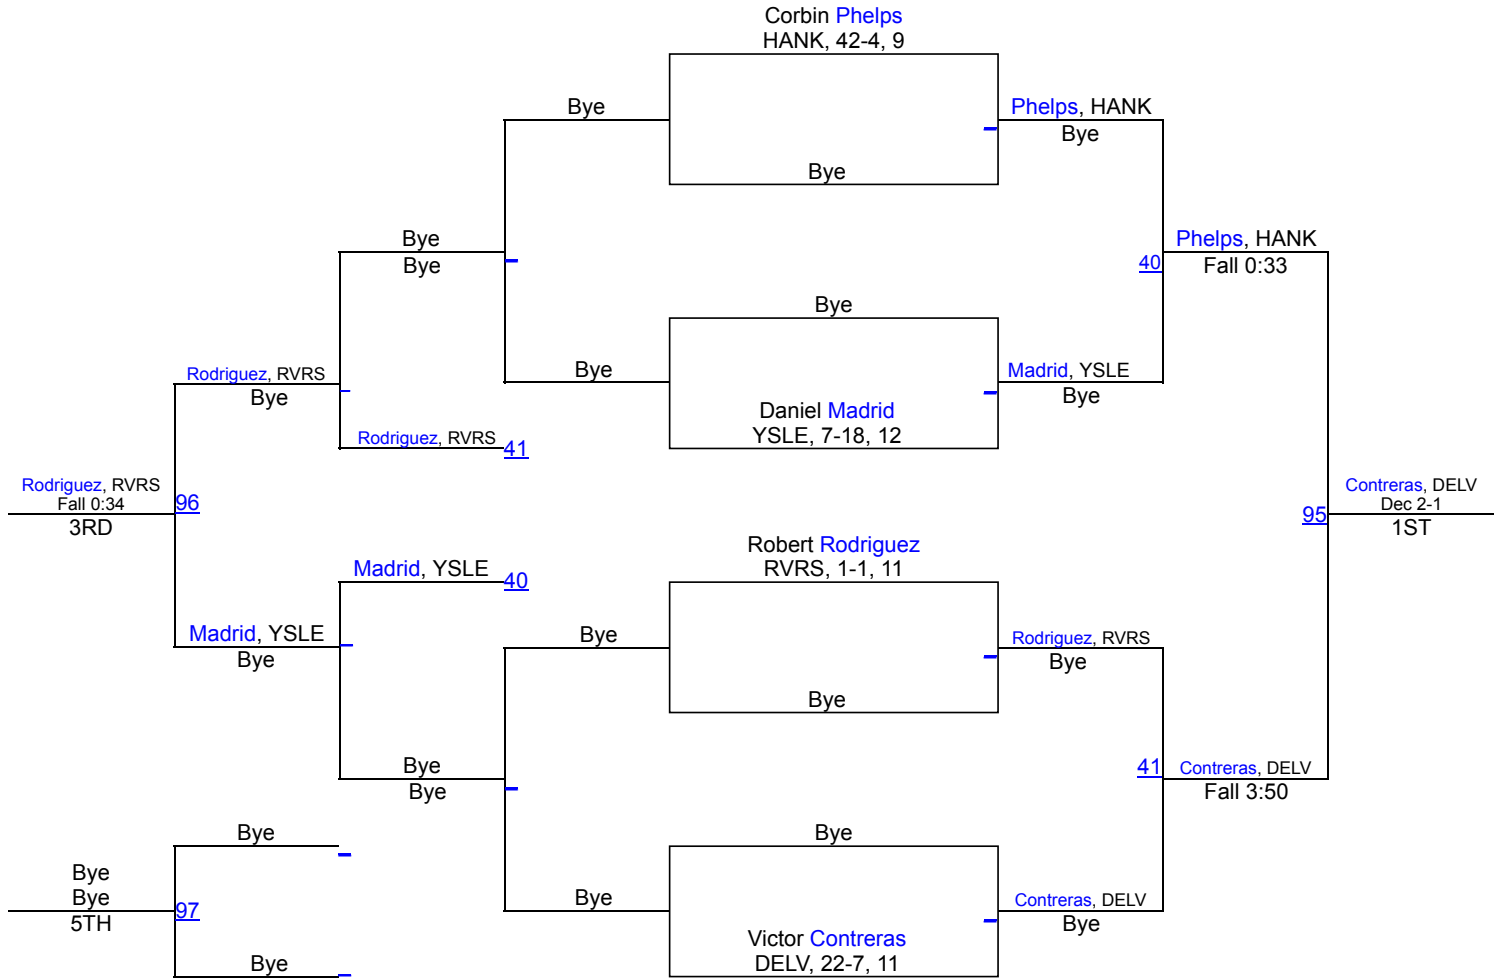 Corbin Phelps
HANK, 42-4, 9
Bye
Phelps, HANK
Bye
Bye
Bye
Bye
Phelps, HANK
40
Fall 0:33
Bye
Bye
Rodriguez, RVRS
Bye
Bye
Madrid, YSLE
Bye
Daniel Madrid
YSLE, 7-18, 12
Rodriguez, RVRS
41
Rodriguez, RVRS
Fall 0:34
3RD
96
Contreras, DELV
Dec 2-1
1ST
95
Robert Rodriguez
RVRS, 1-1, 11
Madrid, YSLE
40
Madrid, YSLE
Bye
Bye
Rodriguez, RVRS
Bye
Bye
Bye
Bye
41
Contreras, DELV
Fall 3:50
Bye
Bye
Bye
Bye
5TH
97
Bye
Contreras, DELV
Bye
Victor Contreras
DELV, 22-7, 11
Bye